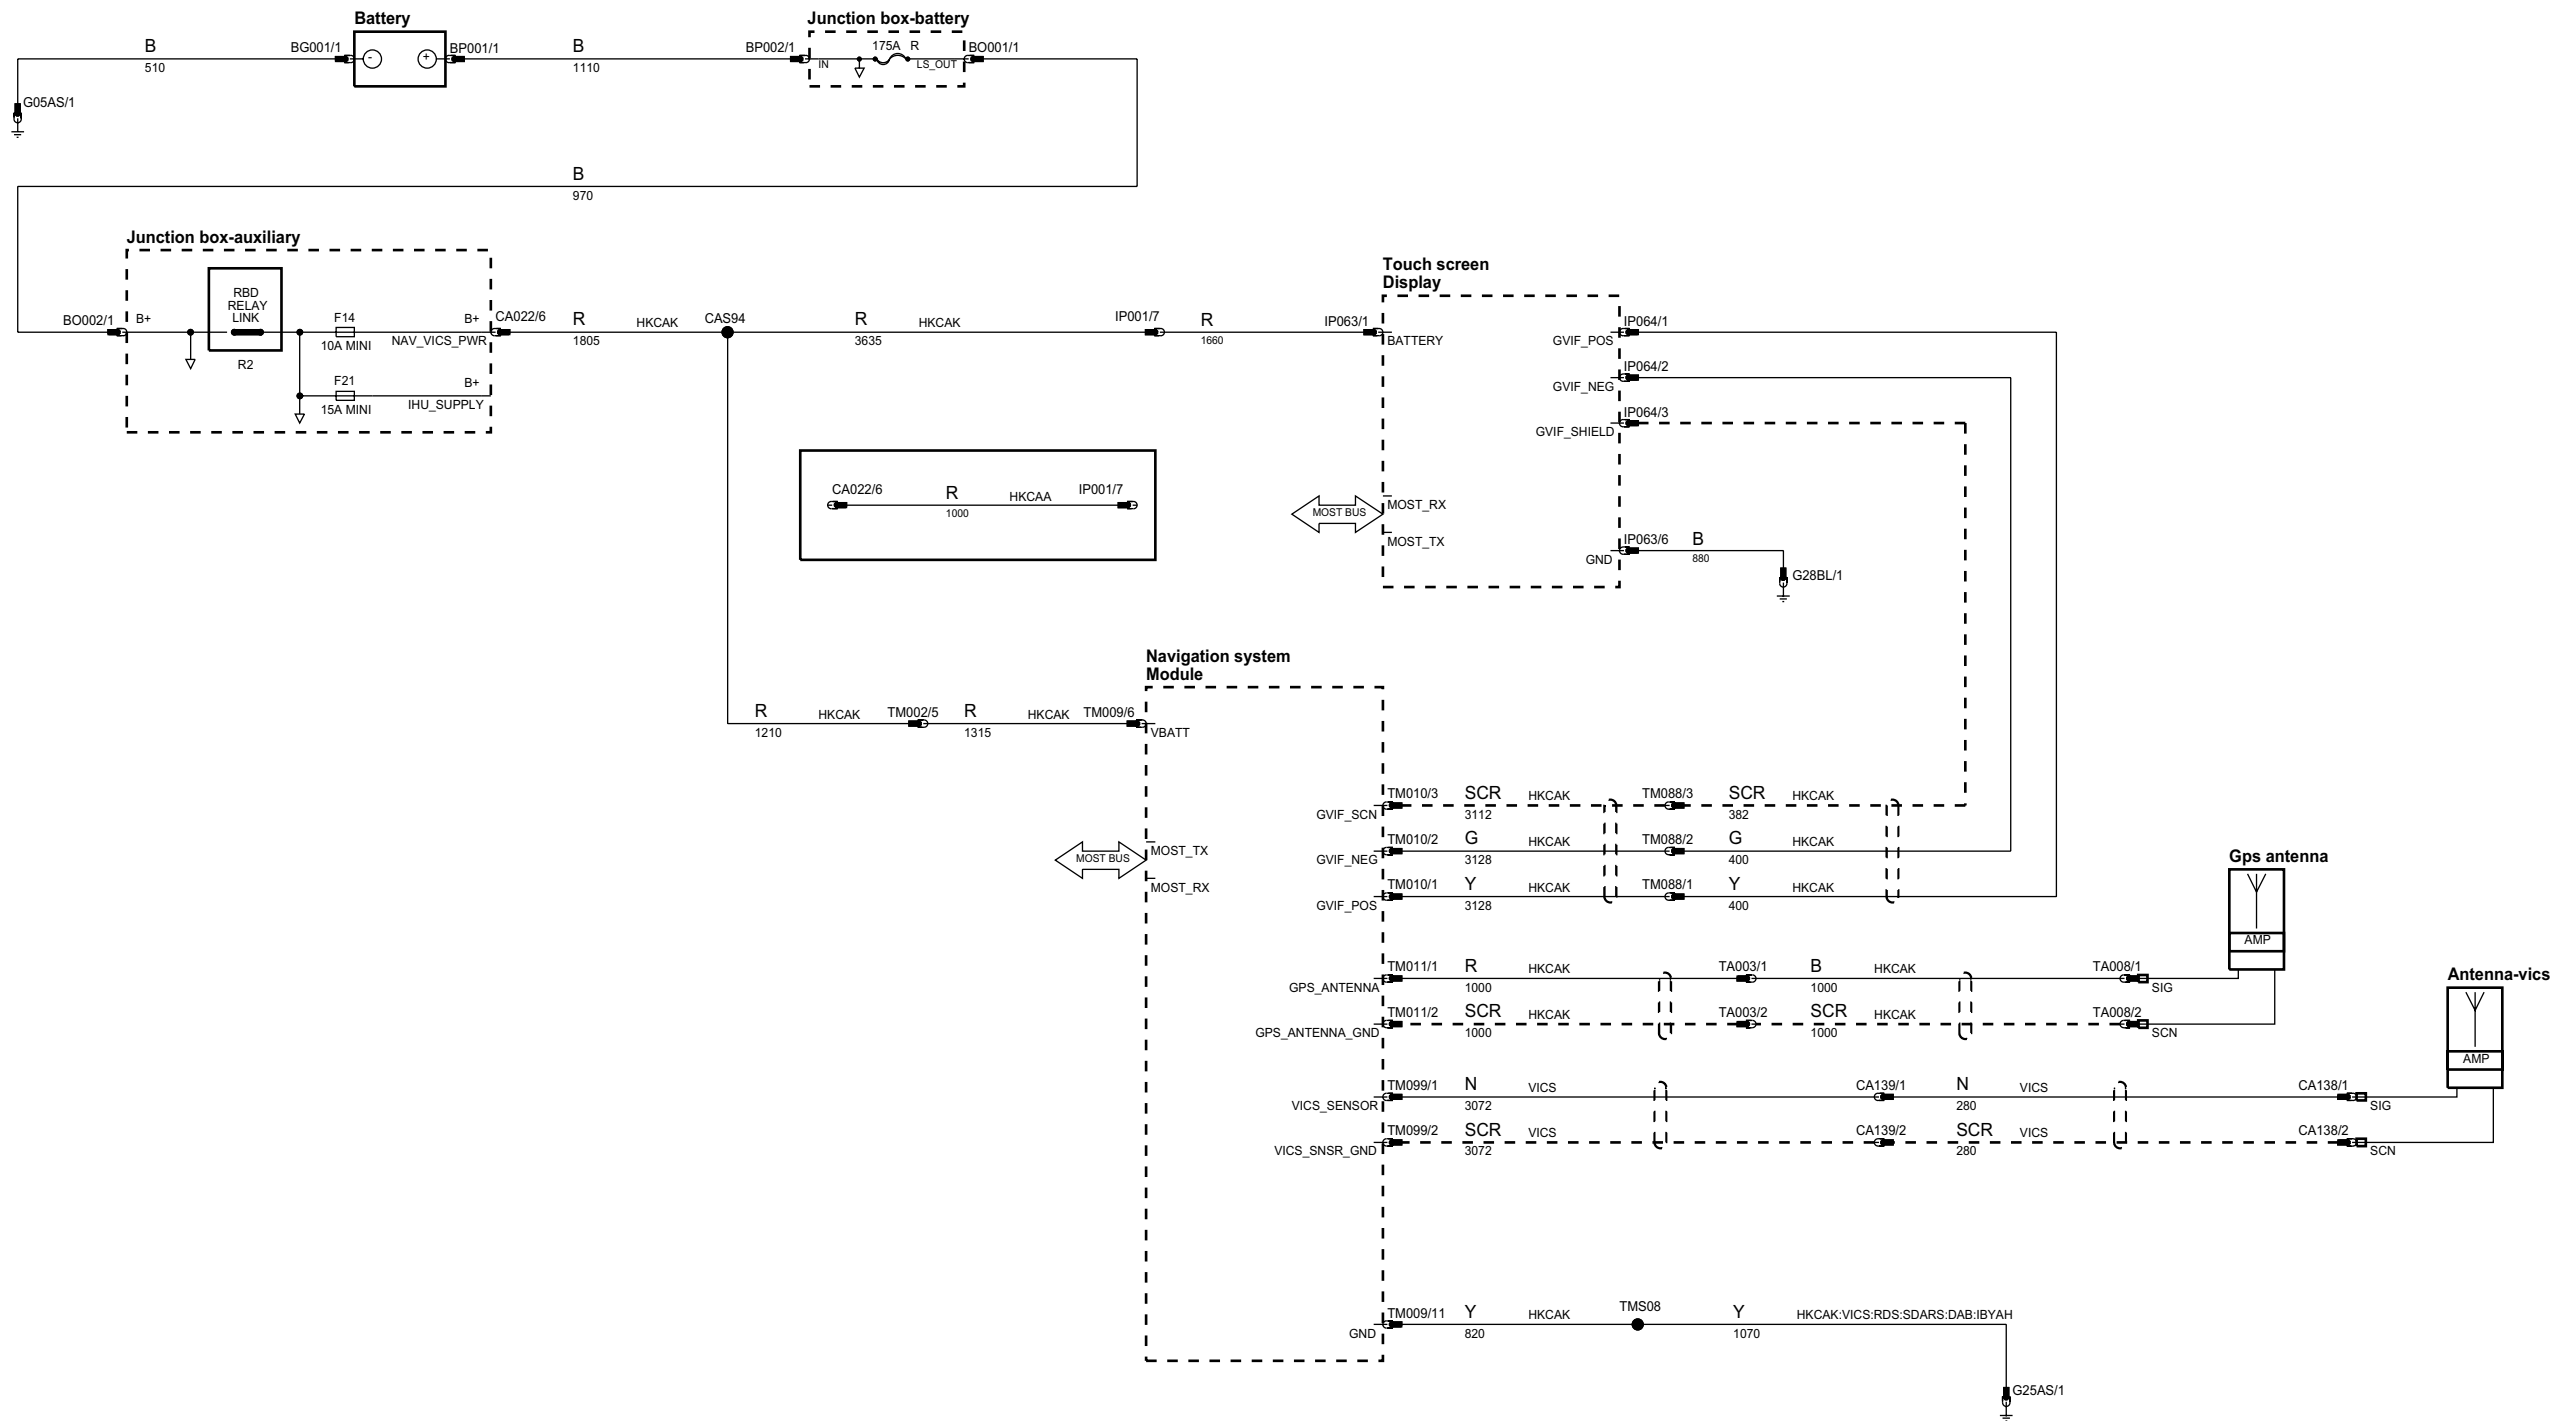 Battery
Junction box-battery
B
510
BG001/1
-
+
BP001/1
B
1110
BP002/1
175A R
IN
LS_OUT
BO001/1
G05AS/1
B
970
Junction box-auxiliary
BO002/1
B+
RBD
RELAY
LINK
R2
F14
10A MINI
B+
NAV_VICS_PWR
CA022/6
F21
15A MINI
B+
IHU_SUPPLY
R
1805
HKCAK
CAS94
R
3635
HKCAK
IP001/7
R
1660
IP063/1
Touch screen
Display
BATTERY
GVIF_POS
IP064/1
GVIF_NEG
IP064/2
GVIF_SHIELD
IP064/3
CA022/6
R
1000
HKCAA
IP001/7
MOST BUS
MOST_RX
MOST_TX
GND
IP063/6
B
880
G28BL/1
Navigation system
Module
R
1210
HKCAK
TM002/5
R
1315
HKCAK
TM009/6
VBATT
MOST BUS
MOST_TX
MOST_RX
GVIF_SCN
TM010/3
SCR
3112
HKCAK
TM088/3
SCR
382
HKCAK
GVIF_NEG
TM010/2
G
3128
HKCAK
TM088/2
G
400
HKCAK
GVIF_POS
TM010/1
Y
3128
HKCAK
TM088/1
Y
400
HKCAK
Gps antenna
AMP
GPS_ANTENNA
TM011/1
R
1000
HKCAK
TA003/1
B
1000
HKCAK
TA008/1
SIG
GPS_ANTENNA_GND
TM011/2
SCR
1000
HKCAK
TA003/2
SCR
1000
HKCAK
TA008/2
SCN
Antenna-vics
AMP
VICS_SENSOR
TM099/1
N
3072
VICS
CA139/1
N
280
VICS
CA138/1
SIG
VICS_SNSR_GND
TM099/2
SCR
3072
VICS
CA139/2
SCR
280
VICS
CA138/2
SCN
GND
TM009/11
Y
820
HKCAK
TMS08
Y
1070
HKCAK:VICS:RDS:SDARS:DAB:IBYAH
G25AS/1